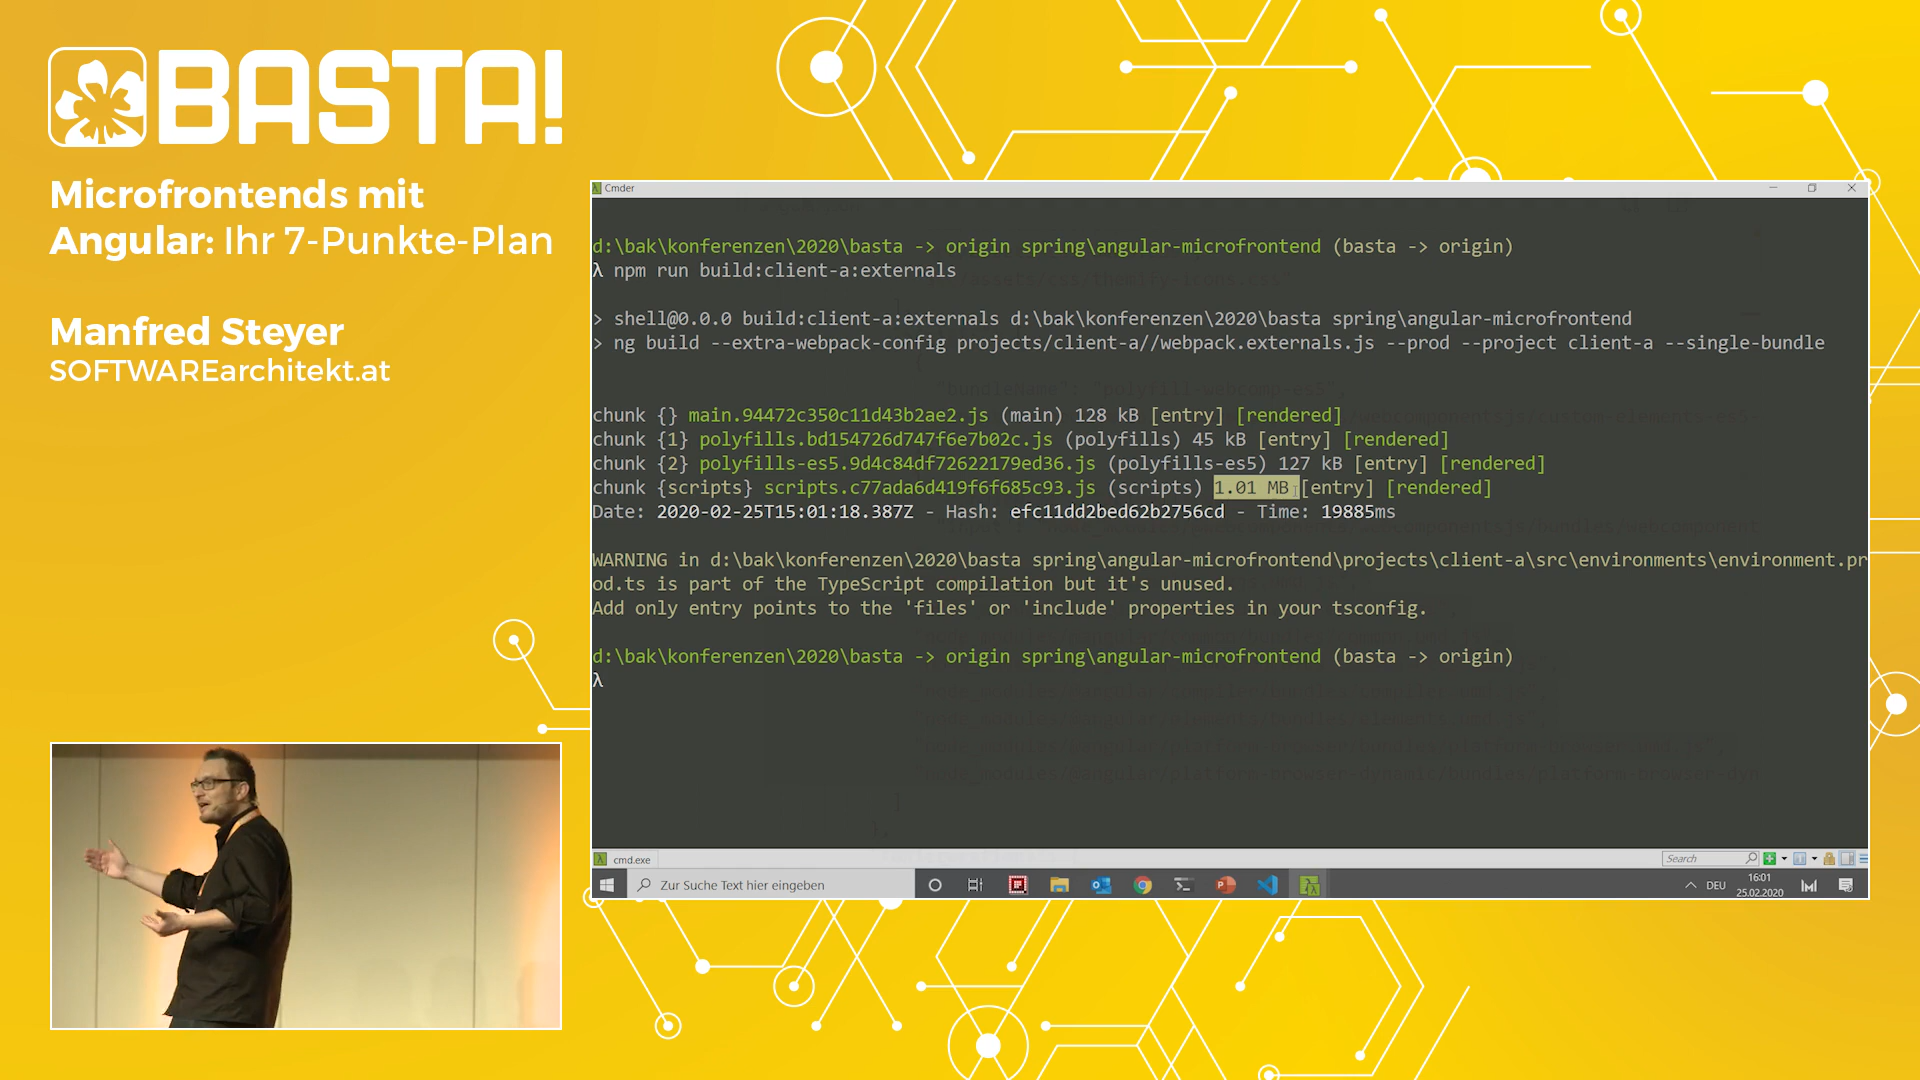 BASTA!
Microfrontends mit
Angular: Ihr 7-Punkte-Plan
Manfred Steyer
SOFTWAREarchitekt.at
Cmder
d:\bak\konferenzen\2020\basta -> origin spring\angular-microfrontend (basta -> origin)
λ npm run build:client-a:externals
> shell@0.0.0 build:client-a:externals d:\bak\konferenzen\2020\basta spring\angular-microfrontend
> ng build --extra-webpack-config projects/client-a//webpack.externals.js --prod --project client-a --single-bundle
chunk {} main.94472c350c11d43b2ae2.js (main) 128 kB [entry] [rendered]
chunk {1} polyfills.bd154726d747f6e7b02c.js (polyfills) 45 kB [entry] [rendered]
chunk {2} polyfills-es5.9d4c84df72622179ed36.js (polyfills-es5) 127 kB [entry] [rendered]
chunk {scripts} scripts.c77ada6d419f6f685c93.js (scripts) 1.01 MB [entry] [rendered]
Date: 2020-02-25T15:01:18.387Z - Hash: efc11dd2bed62b2756cd - Time: 19885ms
WARNING in d:\bak\konferenzen\2020\basta spring\angular-microfrontend\projects\client-a\src\environments\environment.pr
od.ts is part of the TypeScript compilation but it's unused.
Add only entry points to the 'files' or 'include' properties in your tsconfig.
d:\bak\konferenzen\2020\basta -> origin spring\angular-microfrontend (basta -> origin)
λ
cmd.exe
Search
Zur Suche Text hier eingeben
DEU
16:01
25.02.2020